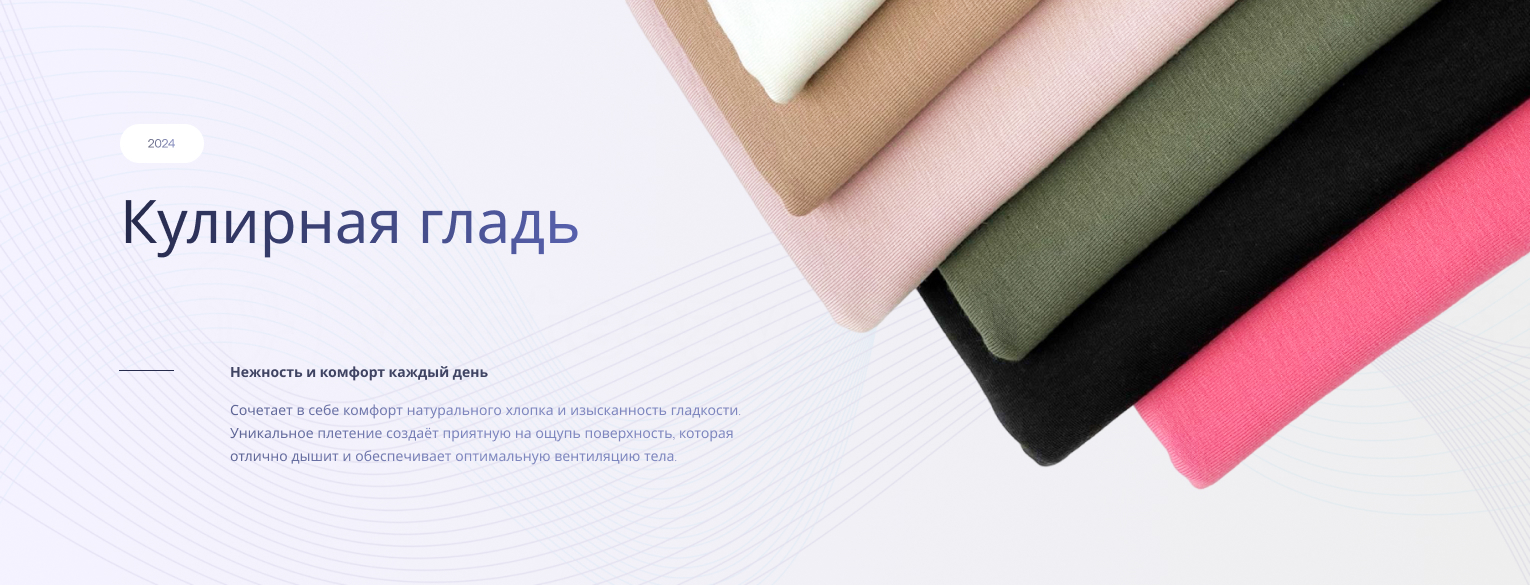 2024
Кулирная гладь
Нежность и комфорт каждый день
Сочетает в себе комфорт натурального хлопка и изысканность гладкости.
Уникальное плетение создаёт приятную на ощупь поверхность, которая
отлично дышит и обеспечивает оптимальную вентиляцию тела.